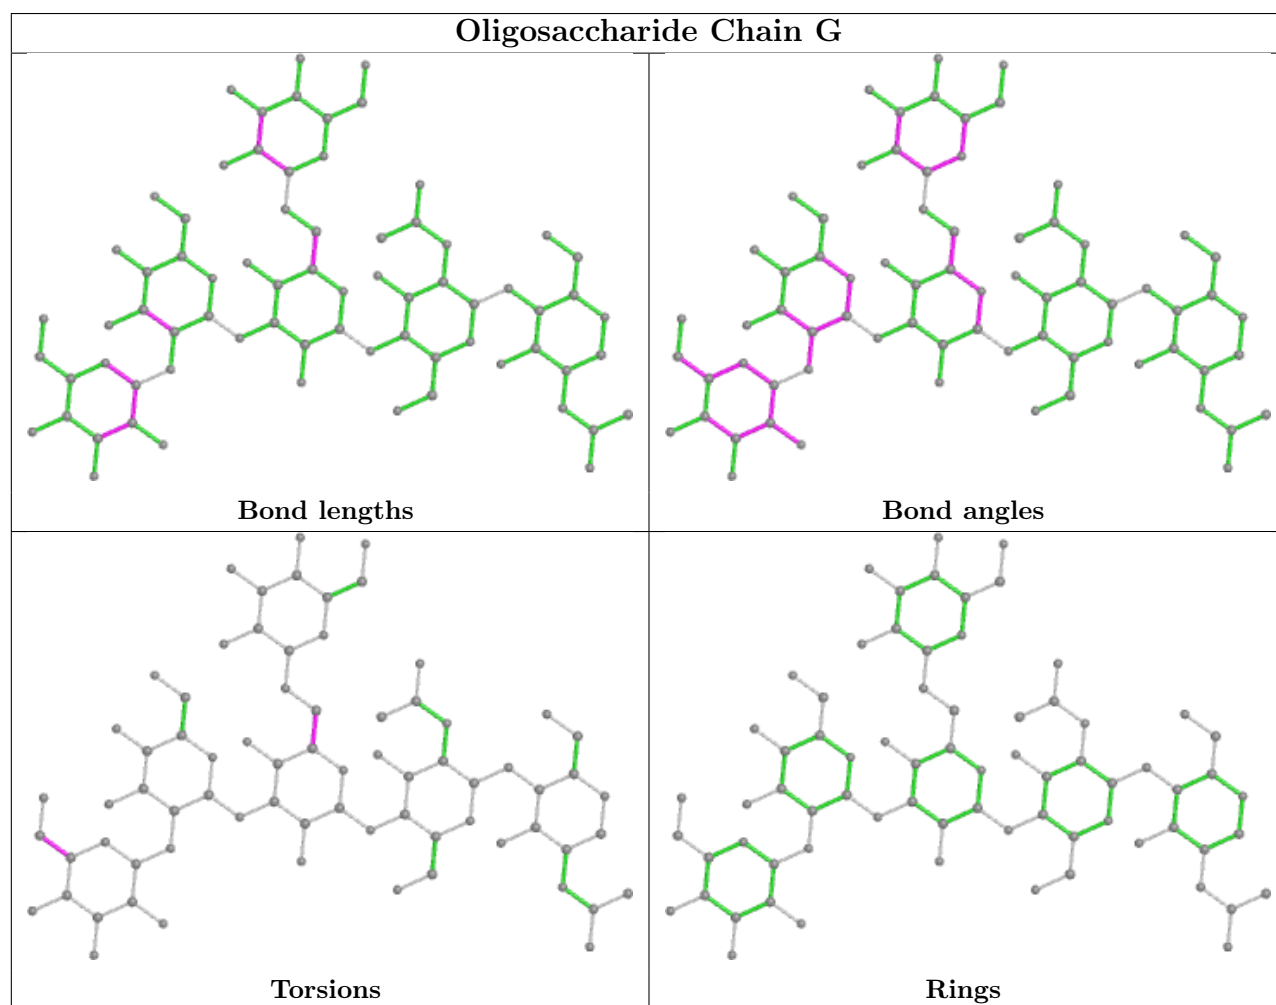 Oligosaccharide Chain G
Bond lengths
Bond angles
Torsions
Rings